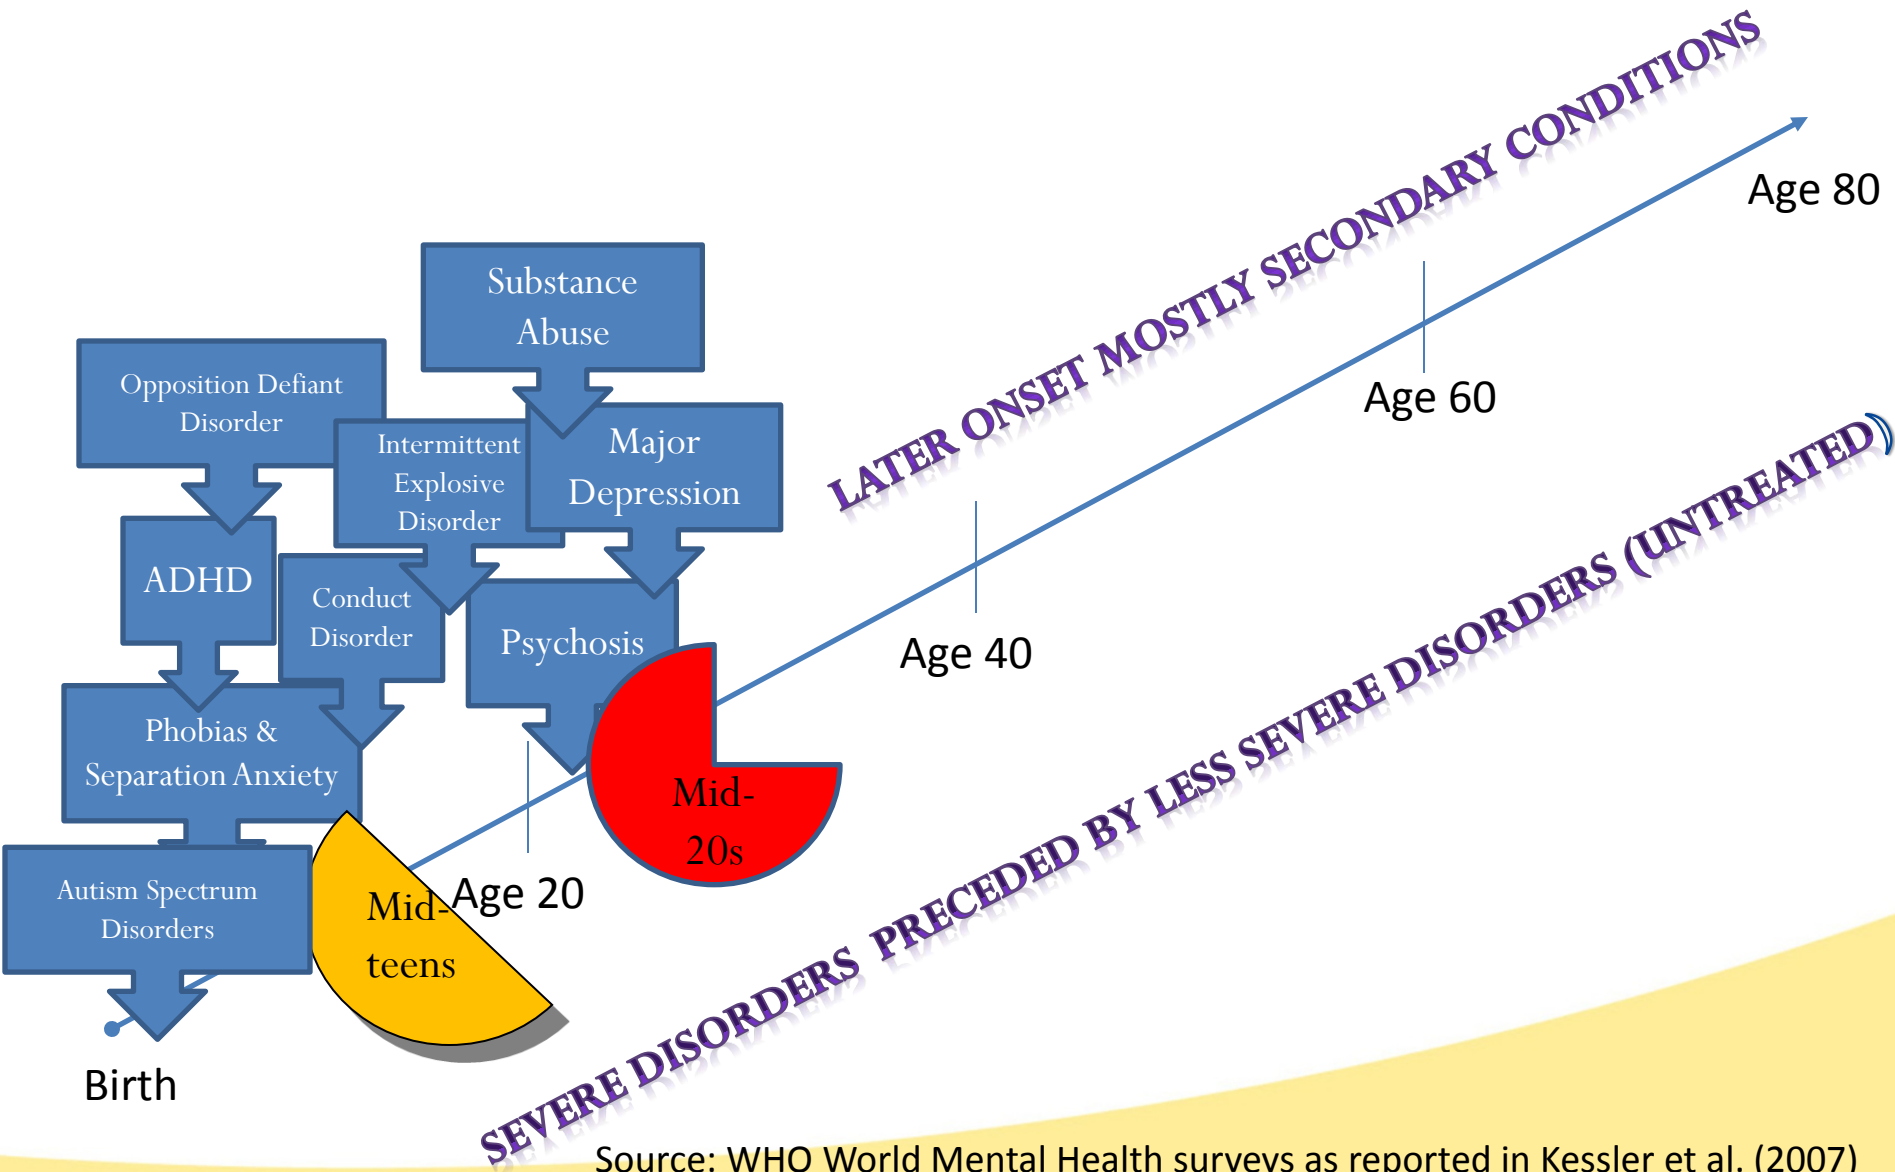 LATER ONSET MOSTLY SECONDARY CONDITIONS
Age 80
Substance
Abuse
Opposition Defiant
Disorder
Intermittent
Explosive
Disorder
Major
Depression
Age 60
ADHD
Conduct
Disorder
Psychosis
Age 40
Phobias &
Separation Anxiety
Mid-
20s
Autism Spectrum
Disorders
Mid-
teens
Age 20
Birth
SEVERE DISORDERS PRECEDED BY LESS SEVERE DISORDERS (UNTREATED)
Source: WHO World Mental Health surveys as reported in Kessler et al. (2007)